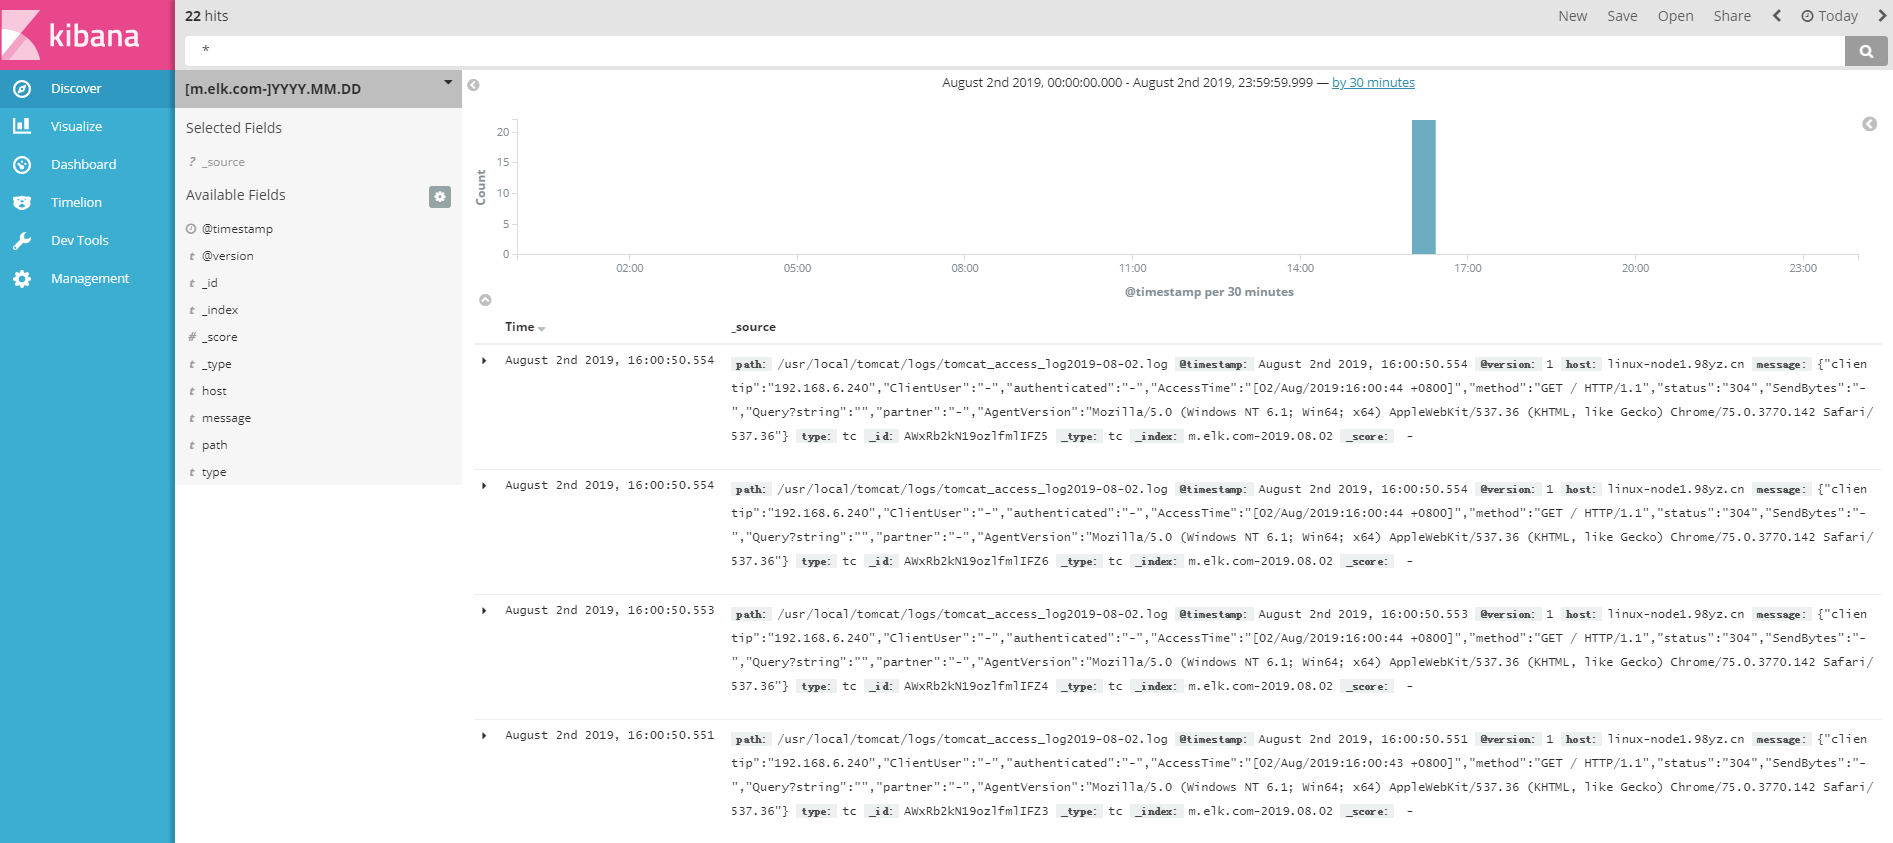 kibana
Discover
Visualize
Dashboard
Timelion
Dev Tools
Management
22 hits
New Save Open Share Today
*
[m.elk.com-]YYYY.MM.DD
Selected Fields
? _source
Available Fields
@timestamp
t @version
t _id
t _index
# _score
t _type
t host
t message
t path
t type
August 2nd 2019, 00:00:00.000 - August 2nd 2019, 23:59:59.999 — by 30 minutes
Count
20
15
10
5
0
02:00 05:00 08:00 11:00 14:00 17:00 20:00 23:00
@timestamp per 30 minutes
Time _source
August 2nd 2019, 16:00:50.554 path: /usr/local/tomcat/logs/tomcat_access_log2019-08-02.log @timestamp: August 2nd 2019, 16:00:50.554 @version: 1 host: linux-node1.98yz.cn message: {"clien
tip":"192.168.6.240","ClientUser":"-","authenticated":"-","AccessTime":"[02/Aug/2019:16:00:44 +0800]","method":"GET / HTTP/1.1","status":"304","SendBytes":"-
","Query?string":"","partner":"-","AgentVersion":"Mozilla/5.0 (Windows NT 6.1; Win64; x64) AppleWebKit/537.36 (KHTML, like Gecko) Chrome/75.0.3770.142 Safari/
537.36"} type: tc _id: AWxRb2kN19ozlfmlIFZ5 _type: tc _index: m.elk.com-2019.08.02 _score: -
August 2nd 2019, 16:00:50.554 path: /usr/local/tomcat/logs/tomcat_access_log2019-08-02.log @timestamp: August 2nd 2019, 16:00:50.554 @version: 1 host: linux-node1.98yz.cn message: {"clien
tip":"192.168.6.240","ClientUser":"-","authenticated":"-","AccessTime":"[02/Aug/2019:16:00:44 +0800]","method":"GET / HTTP/1.1","status":"304","SendBytes":"-
","Query?string":"","partner":"-","AgentVersion":"Mozilla/5.0 (Windows NT 6.1; Win64; x64) AppleWebKit/537.36 (KHTML, like Gecko) Chrome/75.0.3770.142 Safari/
537.36"} type: tc _id: AWxRb2kN19ozlfmlIFZ6 _type: tc _index: m.elk.com-2019.08.02 _score: -
August 2nd 2019, 16:00:50.553 path: /usr/local/tomcat/logs/tomcat_access_log2019-08-02.log @timestamp: August 2nd 2019, 16:00:50.553 @version: 1 host: linux-node1.98yz.cn message: {"clien
tip":"192.168.6.240","ClientUser":"-","authenticated":"-","AccessTime":"[02/Aug/2019:16:00:44 +0800]","method":"GET / HTTP/1.1","status":"304","SendBytes":"-
","Query?string":"","partner":"-","AgentVersion":"Mozilla/5.0 (Windows NT 6.1; Win64; x64) AppleWebKit/537.36 (KHTML, like Gecko) Chrome/75.0.3770.142 Safari/
537.36"} type: tc _id: AWxRb2kN19ozlfmlIFZ4 _type: tc _index: m.elk.com-2019.08.02 _score: -
August 2nd 2019, 16:00:50.551 path: /usr/local/tomcat/logs/tomcat_access_log2019-08-02.log @timestamp: August 2nd 2019, 16:00:50.551 @version: 1 host: linux-node1.98yz.cn message: {"clien
tip":"192.168.6.240","ClientUser":"-","authenticated":"-","AccessTime":"[02/Aug/2019:16:00:43 +0800]","method":"GET / HTTP/1.1","status":"304","SendBytes":"-
","Query?string":"","partner":"-","AgentVersion":"Mozilla/5.0 (Windows NT 6.1; Win64; x64) AppleWebKit/537.36 (KHTML, like Gecko) Chrome/75.0.3770.142 Safari/
537.36"} type: tc _id: AWxRb2kN19ozlfmlIFZ3 _type: tc _index: m.elk.com-2019.08.02 _score: -